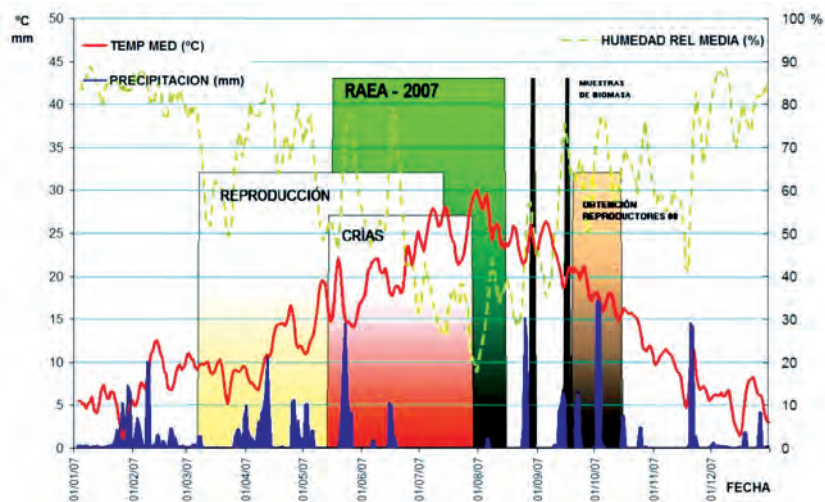 ºC
mm
50
45
40
35
30
25
20
15
10
5
0
100 %
90
80
70
60
50
40
30
20
10
0
TEMP MED (ºC)
PRECIPITACION (mm)
HUMEDAD REL MEDIA (%)
RAEA - 2007
MUESTRAS
DE BIOMASA
REPRODUCCIÓN
CRÍAS
OBTENCIÓN
REPRODUCTORES 08
01/01/07
01/02/07
01/03/07
01/04/07
01/05/07
01/06/07
01/07/07
01/08/07
01/09/07
01/10/07
01/11/07
01/12/07
FECHA